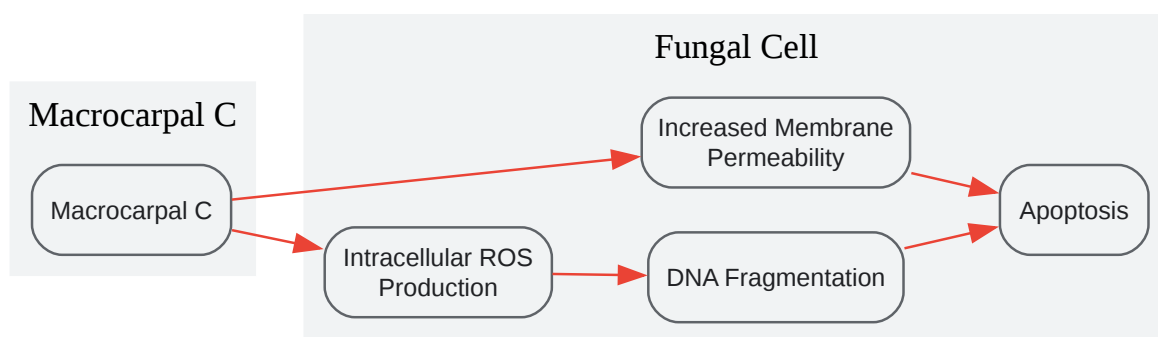 Fungal Cell
Macrocarpal C
Increased Membrane
Permeability
Macrocarpal C
Apoptosis
Intracellular ROS
Production
DNA Fragmentation